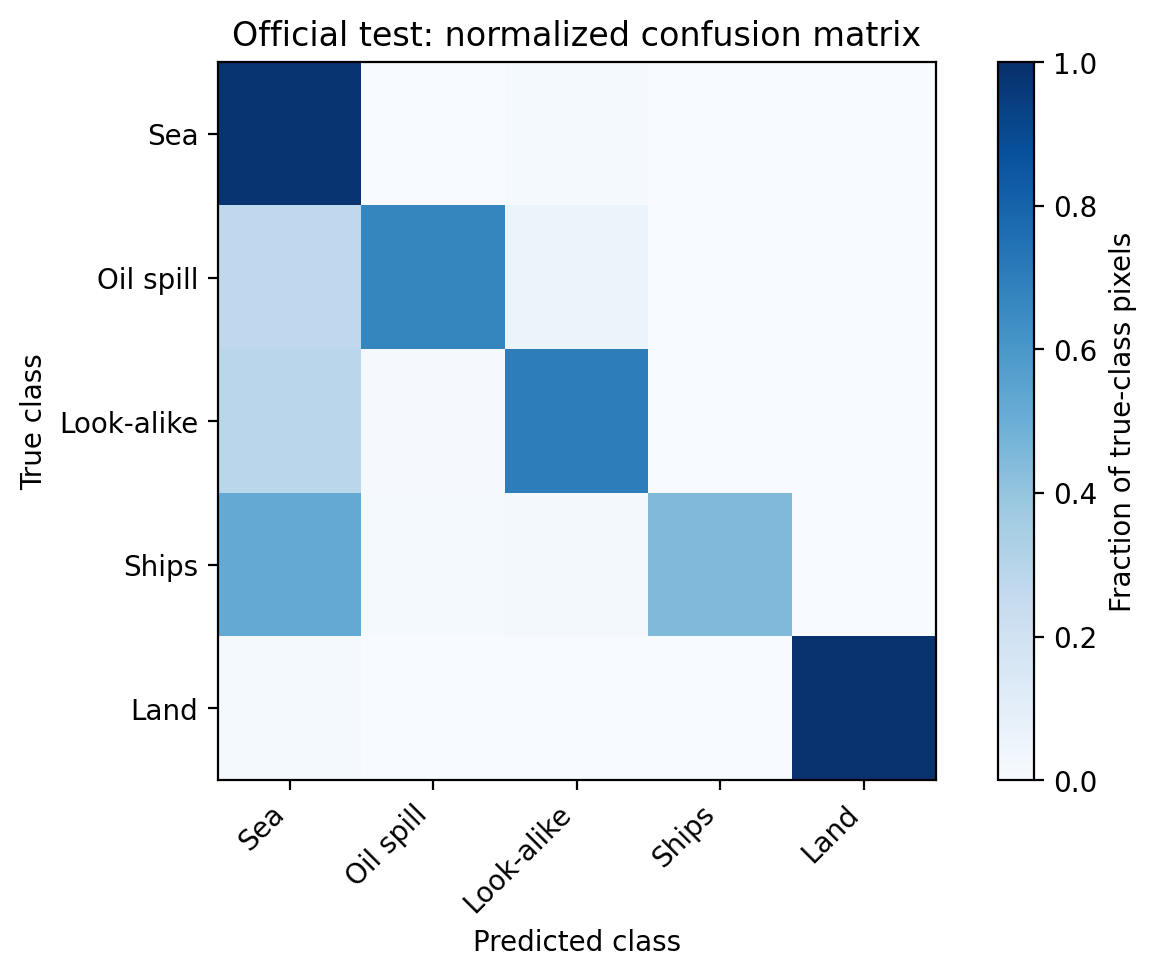 Official test: normalized confusion matrix
True class
Sea
Oil spill
Look-alike
Ships
Land
Sea
Oil spill
Look-alike
Ships
Land
Predicted class
1.0
0.8
0.6
0.4
0.2
0.0
Fraction of true-class pixels